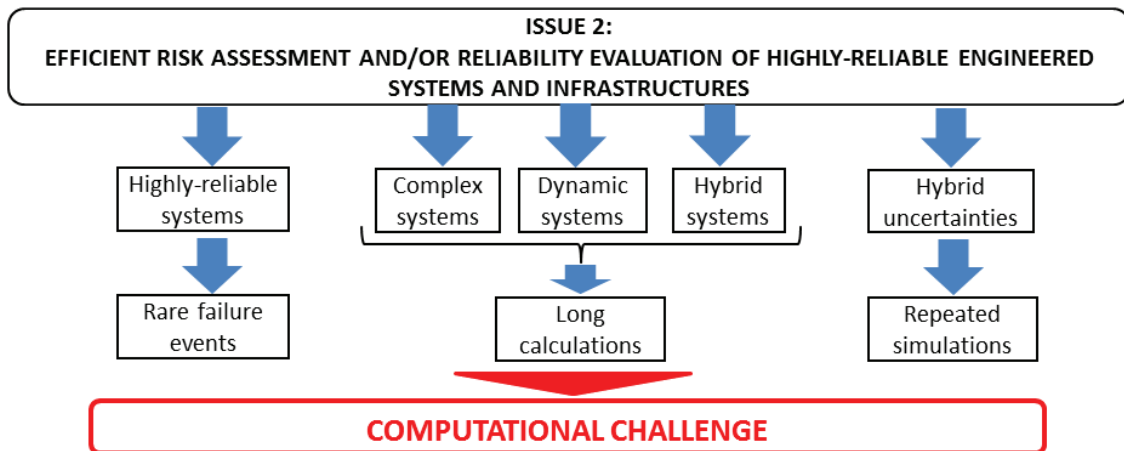 ISSUE 2:
EFFICIENT RISK ASSESSMENT AND/OR RELIABILITY EVALUATION OF HIGHLY-RELIABLE ENGINEERED
SYSTEMS AND INFRASTRUCTURES
Highly-reliable
systems
Complex
systems
Dynamic
systems
Hybrid
systems
Hybrid
uncertainties
Rare failure
events
Long
calculations
Repeated
simulations
COMPUTATIONAL CHALLENGE